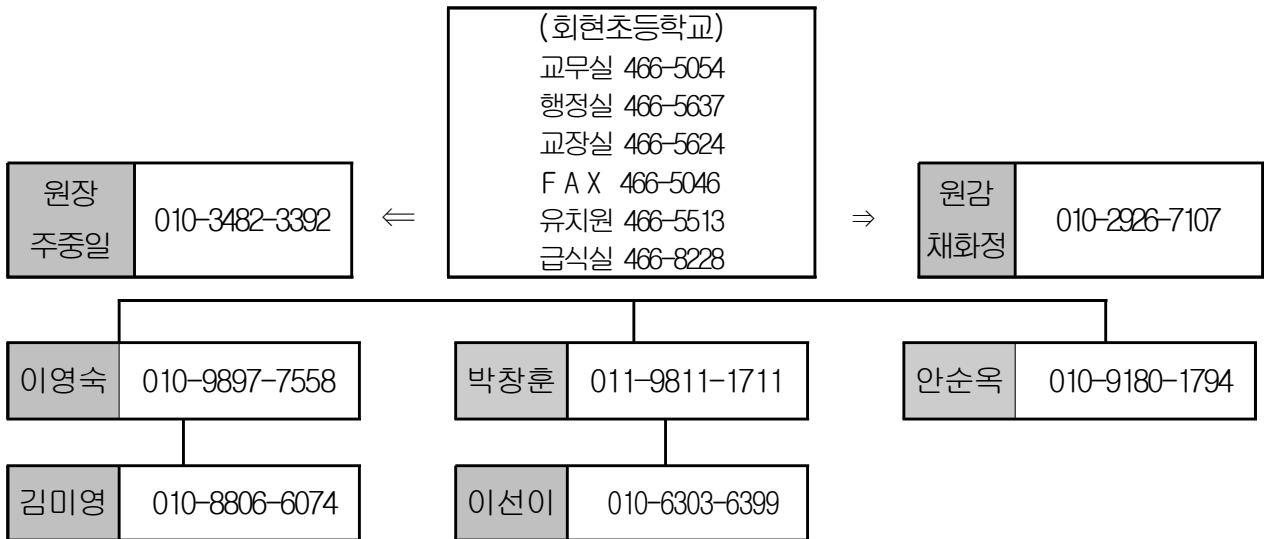 (회현초등학교)
교무실 466-5054
행정실 466-5637
교장실 466-5624
F A X 466-5046
유치원 466-5513
급식실 466-8228
원장
주중일
010-3482-3392
⇐
⇒
원감
채화정
010-2926-7107
이영숙 010-9897-7558
박창훈 011-9811-1711
안순옥 010-9180-1794
김미영 010-8806-6074
이선이 010-6303-6399